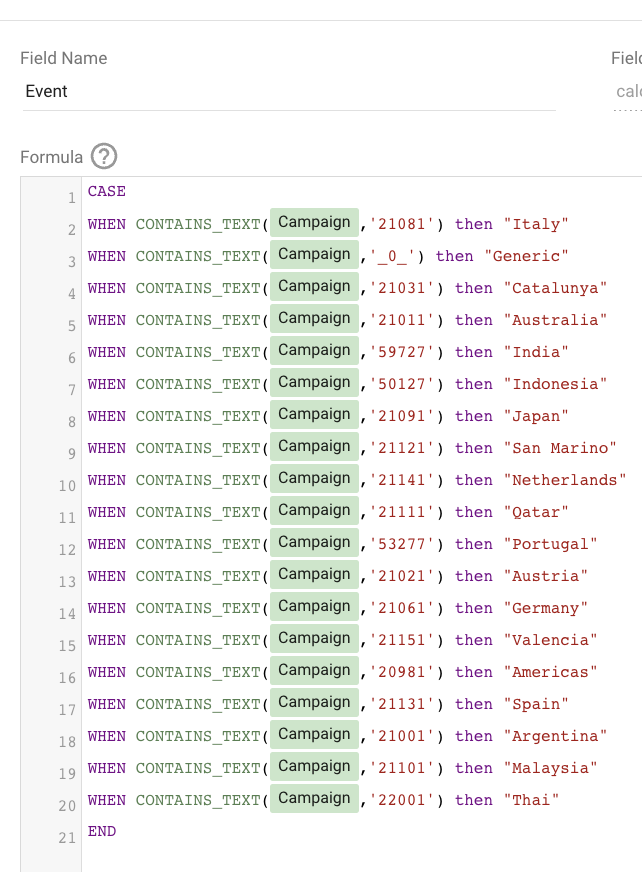 Field Name Field
Event calc
Formula ?
1 CASE
2 WHEN CONTAINS_TEXT( Campaign ,'21081') then "Italy"
3 WHEN CONTAINS_TEXT( Campaign ,'_0_') then "Generic"
4 WHEN CONTAINS_TEXT( Campaign ,'21031') then "Catalunya"
5 WHEN CONTAINS_TEXT( Campaign ,'21011') then "Australia"
6 WHEN CONTAINS_TEXT( Campaign ,'59727') then "India"
7 WHEN CONTAINS_TEXT( Campaign ,'50127') then "Indonesia"
8 WHEN CONTAINS_TEXT( Campaign ,'21091') then "Japan"
9 WHEN CONTAINS_TEXT( Campaign ,'21121') then "San Marino"
10 WHEN CONTAINS_TEXT( Campaign ,'21141') then "Netherlands"
11 WHEN CONTAINS_TEXT( Campaign ,'21111') then "Qatar"
12 WHEN CONTAINS_TEXT( Campaign ,'53277') then "Portugal"
13 WHEN CONTAINS_TEXT( Campaign ,'21021') then "Austria"
14 WHEN CONTAINS_TEXT( Campaign ,'21061') then "Germany"
15 WHEN CONTAINS_TEXT( Campaign ,'21151') then "Valencia"
16 WHEN CONTAINS_TEXT( Campaign ,'20981') then "Americas"
17 WHEN CONTAINS_TEXT( Campaign ,'21131') then "Spain"
18 WHEN CONTAINS_TEXT( Campaign ,'21001') then "Argentina"
19 WHEN CONTAINS_TEXT( Campaign ,'21101') then "Malaysia"
20 WHEN CONTAINS_TEXT( Campaign ,'22001') then "Thai"
21 END